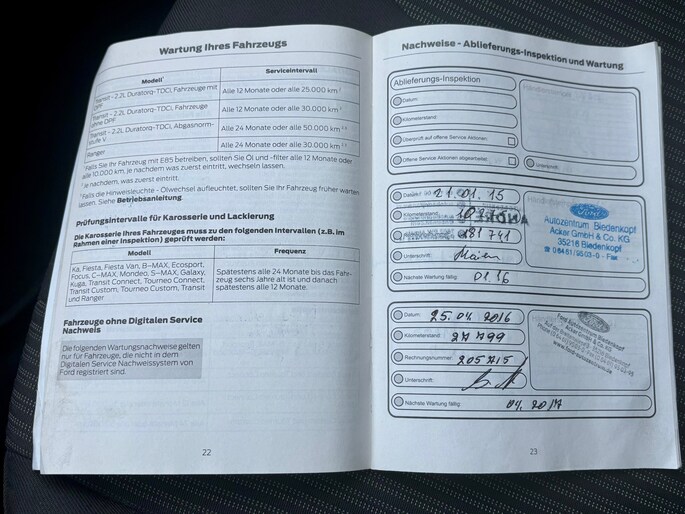 Wartung Ihres Fahrzeugs
Modell Serviceintervall
Transit - 2.2L Duratorq-TDCi, Fahrzeuge mit DPF Alle 12 Monate oder alle 25.000 km
Transit - 2.2L Duratorq-TDCi, Fahrzeuge ohne DPF Alle 12 Monate oder alle 30.000 km
Transit - 2.2L Duratorq-TDCi, Abgasnorm-Stufe V Alle 24 Monate oder alle 50.000 km
Ranger Alle 24 Monate oder alle 30.000 km
Falls Sie Ihr Fahrzeug mit E85 betreiben, sollten Sie Öl und -filter alle 12 Monate oder
alle 10.000 km, je nachdem was zuerst eintritt, wechseln lassen.
je nachdem, was zuerst eintritt.
Falls die Hinweisleuchte - Ölwechsel aufleuchtet, sollten Sie Ihr Fahrzeug früher warten
lassen. Siehe Betriebsanleitung.
Prüfungsintervalle für Karosserie und Lackierung
Die Karosserie Ihres Fahrzeugs muss zu den folgenden Intervallen (z.B. im
Rahmen einer Inspektion) geprüft werden:
Modell Frequenz
Ka, Fiesta, Fiesta Van, B-MAX, Ecosport,
Focus, C-MAX, Mondeo, S-MAX, Galaxy,
Kuga, Transit Connect, Tourneo Connect,
Transit Custom, Tourneo Custom, Transit
und Ranger
Spätestens alle 24 Monate bis das Fahr-
zeug sechs Jahre alt ist und danach
spätestens alle 12 Monate.
Fahrzeuge ohne Digitalen Service
Nachweis
Die folgenden Wartungsnachweise gelten
nur für Fahrzeuge, die nicht in dem
Digitalen Service Nachweissystem von
Ford registriert sind.
22
Nachweise - Ablieferungs-Inspektion und Wartung
Ablieferungs-Inspektion
Datum:
Kilometerstand:
Überprüft auf offene Service Aktionen:
Offene Service Aktionen abgearbeitet:
Unterschrift:
Datum: 21.01.15
Kilometerstand:
181741
Unterschrift:
Nächste Wartung fällig: 01.16
Ford
Autozentrum Biedenkopf
Acker GmbH & Co. KG
35216 Biedenkopf
Datum: 25.04.2016
Kilometerstand: 27799
Rechnungsnummer: 205715
Unterschrift:
Nächste Wartung fällig: 04.2017
Ford Autozentrum Biedenkopf
Acker GmbH & Co. KG
23